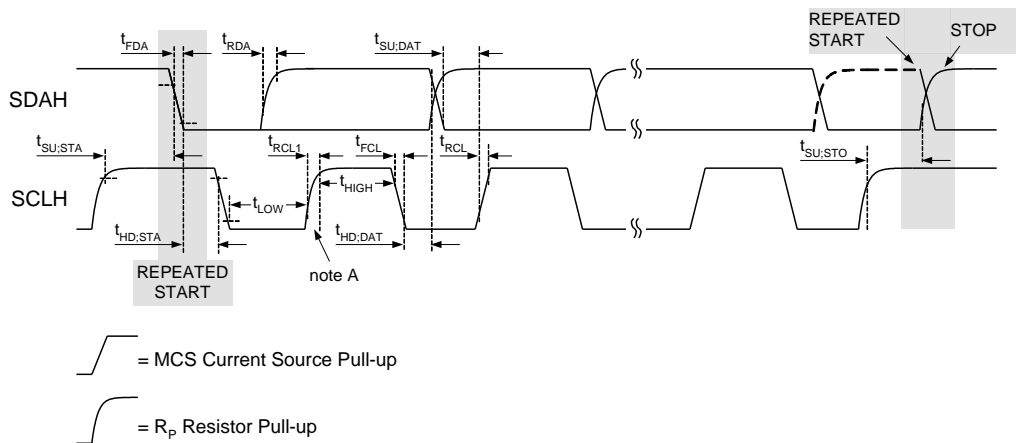 REPEATED
START
STOP
tFDA
tRDA
tSU;DAT
SDAH
tSU;STA
tRCL1
tFCL
tRCL
tSU;STO
tHIGH
SCLH
tLOW
tHD;STA
tHD;DAT
REPEATED
START
note A
= MCS Current Source Pull-up
= RP Resistor Pull-up